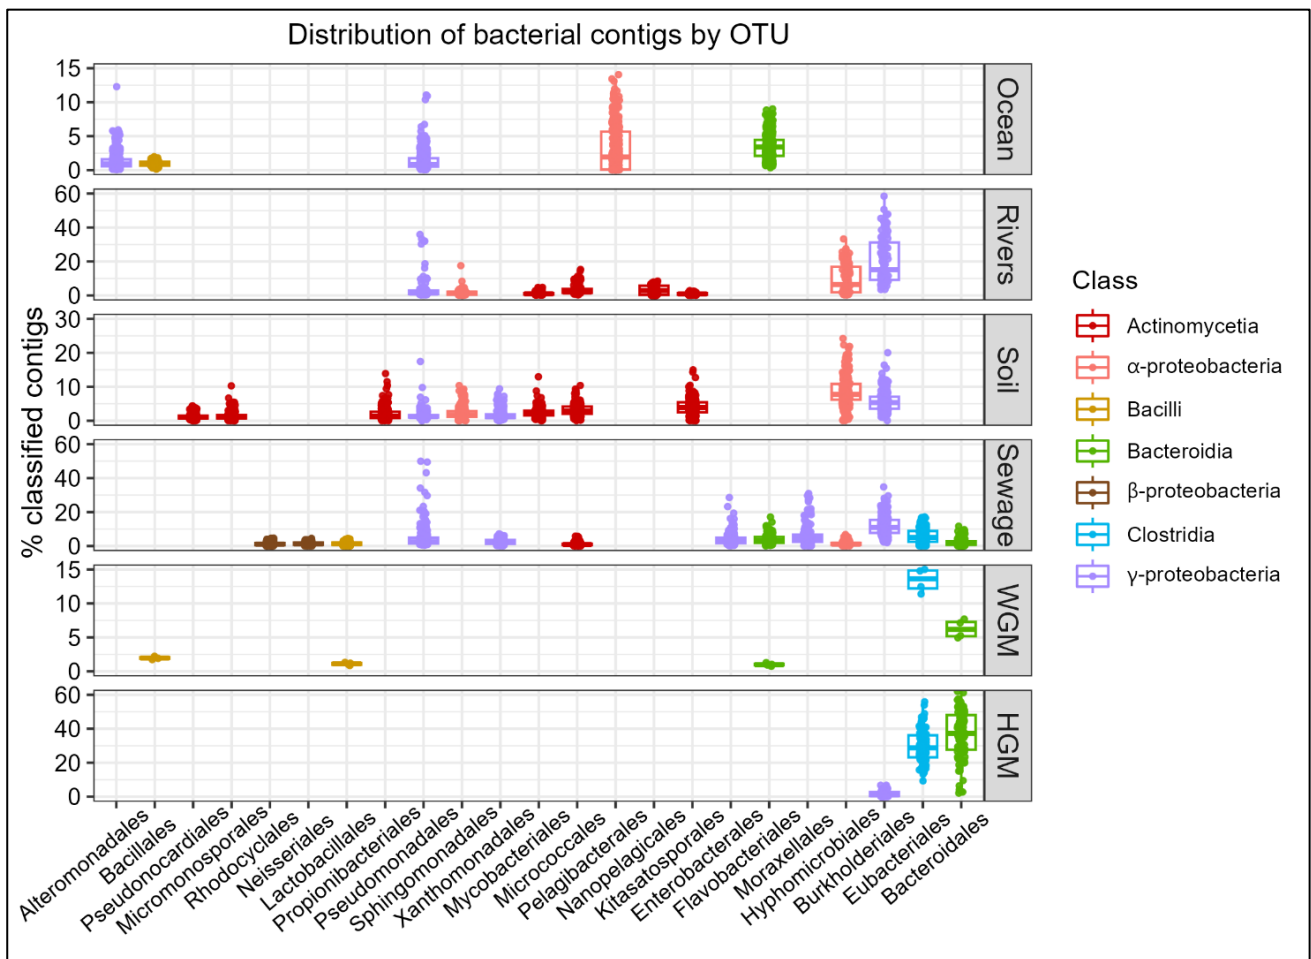 Distribution of bacterial contigs by OTU
% classified contigs
15
10
5
0
Ocean
60
40
20
0
Rivers
30
20
10
0
Soil
60
40
20
0
Sewage
15
10
5
0
WGM
60
40
20
0
HGM
Alteromonadales
Bacillales
Pseudonocardiales
Micromonosporales
Rhodocyclales
Neisseriales
Lactobacillales
Propionibacteriales
Pseudomonadales
Sphingomonadales
Xanthomonadales
Mycobacteriales
Micrococcales
Pelagibacterales
Nanopelagicales
Kitasatosporales
Enterobacterales
Flavobacteriales
Moraxellales
Hyphomicrobiales
Burkholderiales
Eubacteriales
Bacteroidales
Class
Actinomycetia
α-proteobacteria
Bacilli
Bacteroidia
β-proteobacteria
Clostridia
γ-proteobacteria